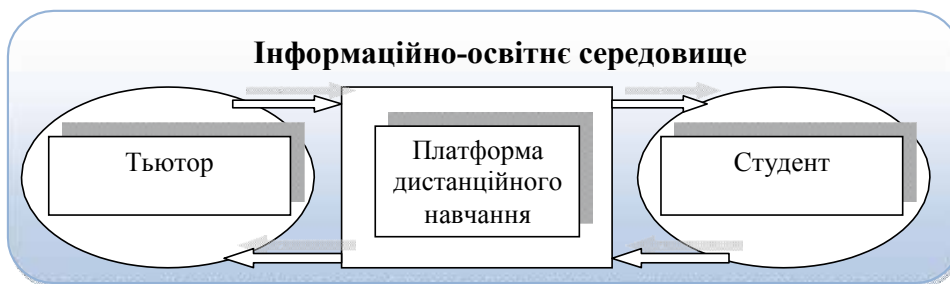 Інформаційно-освітнє середовище
Тьютор
Платформа
дистанційного
навчання
Студент